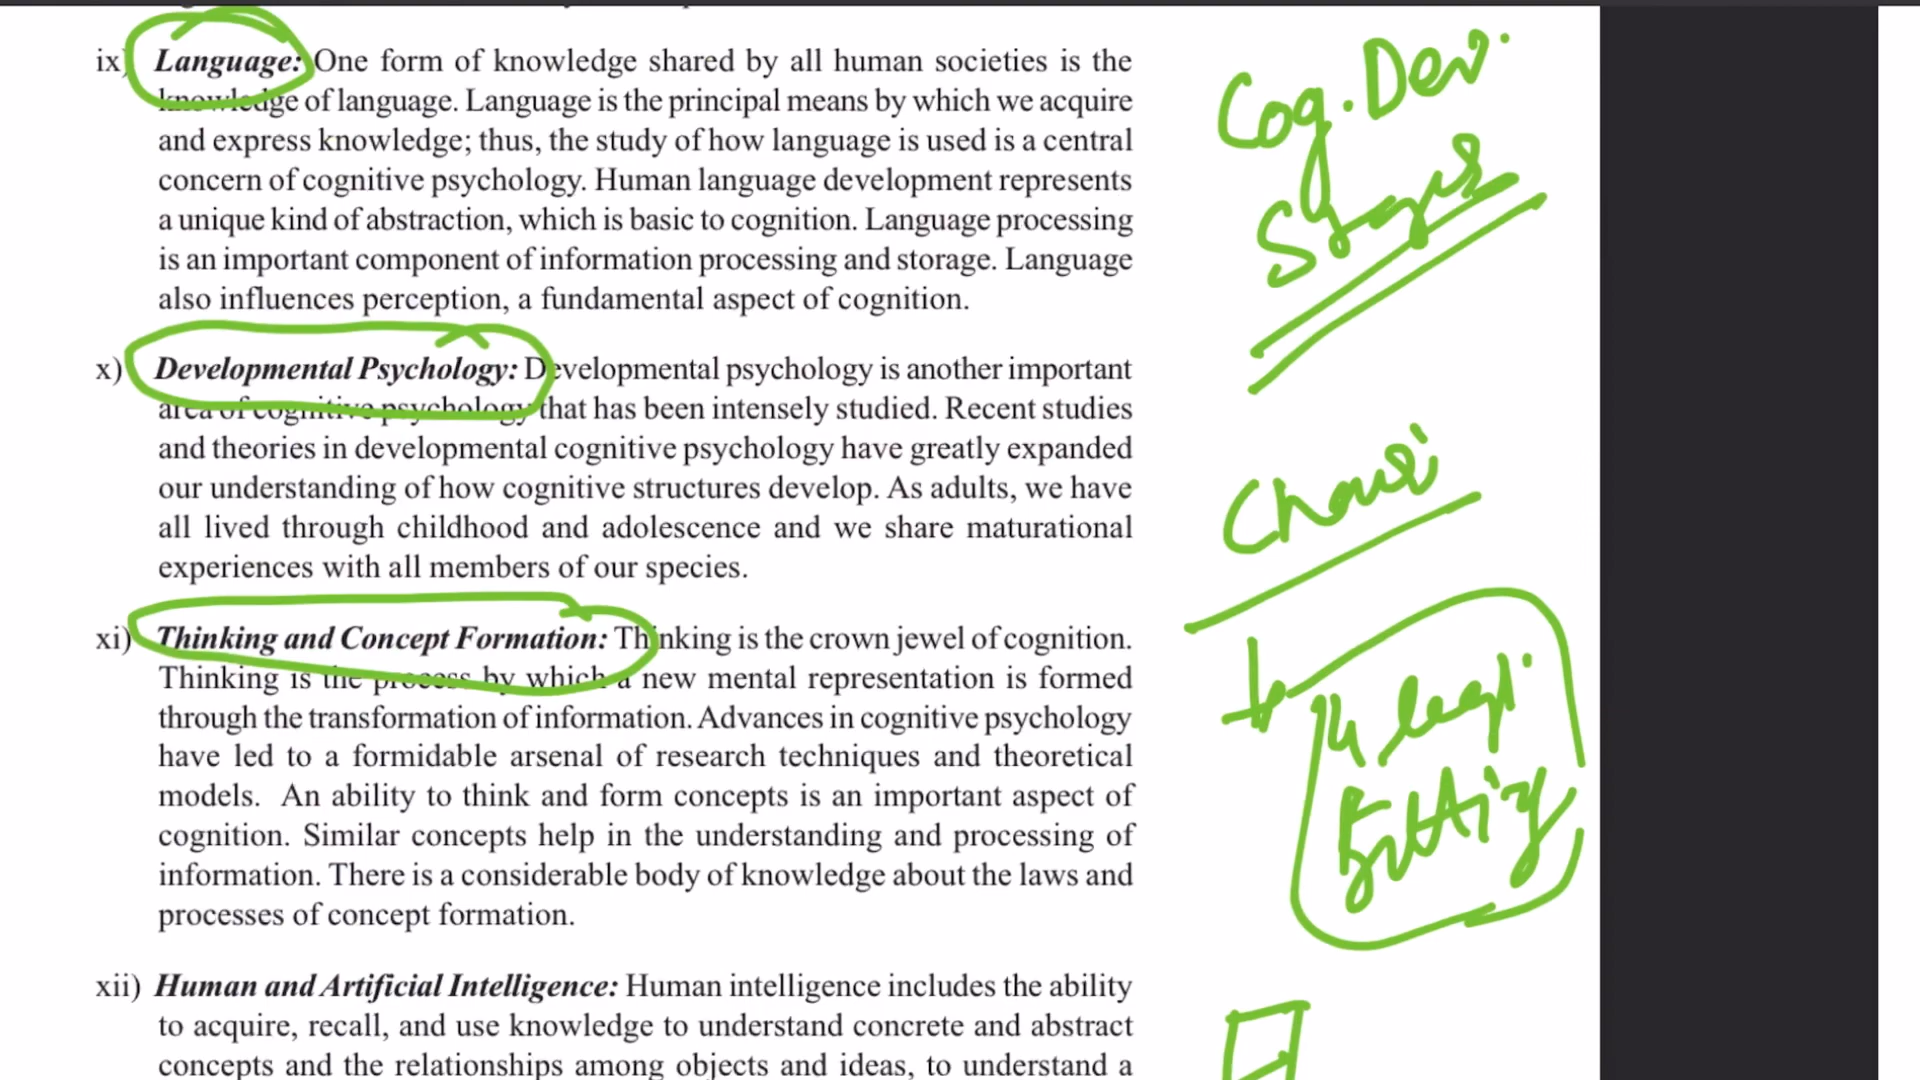 ix) Language: One form of knowledge shared by all human societies is the
knowledge of language. Language is the principal means by which we acquire
and express knowledge; thus, the study of how language is used is a central
concern of cognitive psychology. Human language development represents
a unique kind of abstraction, which is basic to cognition. Language processing
is an important component of information processing and storage. Language
also influences perception, a fundamental aspect of cognition.
x) Developmental Psychology: Developmental psychology is another important
area of cognitive psychology that has been intensely studied. Recent studies
and theories in developmental cognitive psychology have greatly expanded
our understanding of how cognitive structures develop. As adults, we have
all lived through childhood and adolescence and we share maturational
experiences with all members of our species.
xi) Thinking and Concept Formation: Thinking is the crown jewel of cognition.
Thinking is the process by which a new mental representation is formed
through the transformation of information. Advances in cognitive psychology
have led to a formidable arsenal of research techniques and theoretical
models. An ability to think and form concepts is an important aspect of
cognition. Similar concepts help in the understanding and processing of
information. There is a considerable body of knowledge about the laws and
processes of concept formation.
xii) Human and Artificial Intelligence: Human intelligence includes the ability
to acquire, recall, and use knowledge to understand concrete and abstract
concepts and the relationships among objects and ideas, to understand a
Cog. Dev.
Stages
4 legs